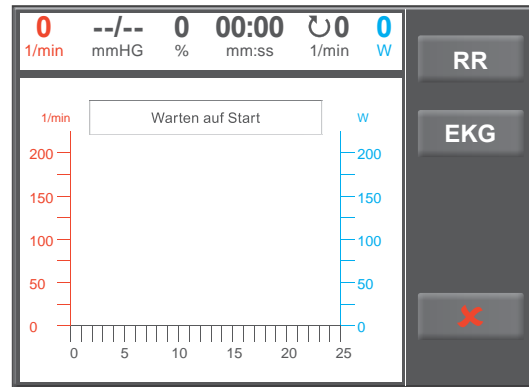 0 --/-- 0 00:00 ↻0 0
1/min mmHG % mm:ss 1/min W
RR
1/min Warten auf Start W
EKG
200 200
150 150
100 100
50 50
0 0
0 5 10 15 20 25
✘